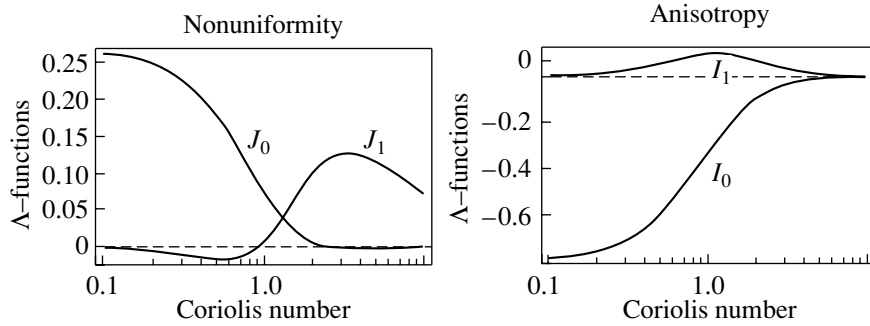 Nonuniformity
Λ–functions
0.25
0.20
0.15
0.10
0.05
0
J0
J1
0.1
1.0
Coriolis number
Anisotropy
Λ–functions
0
–0.2
–0.4
–0.6
I1
I0
0.1
1.0
Coriolis number